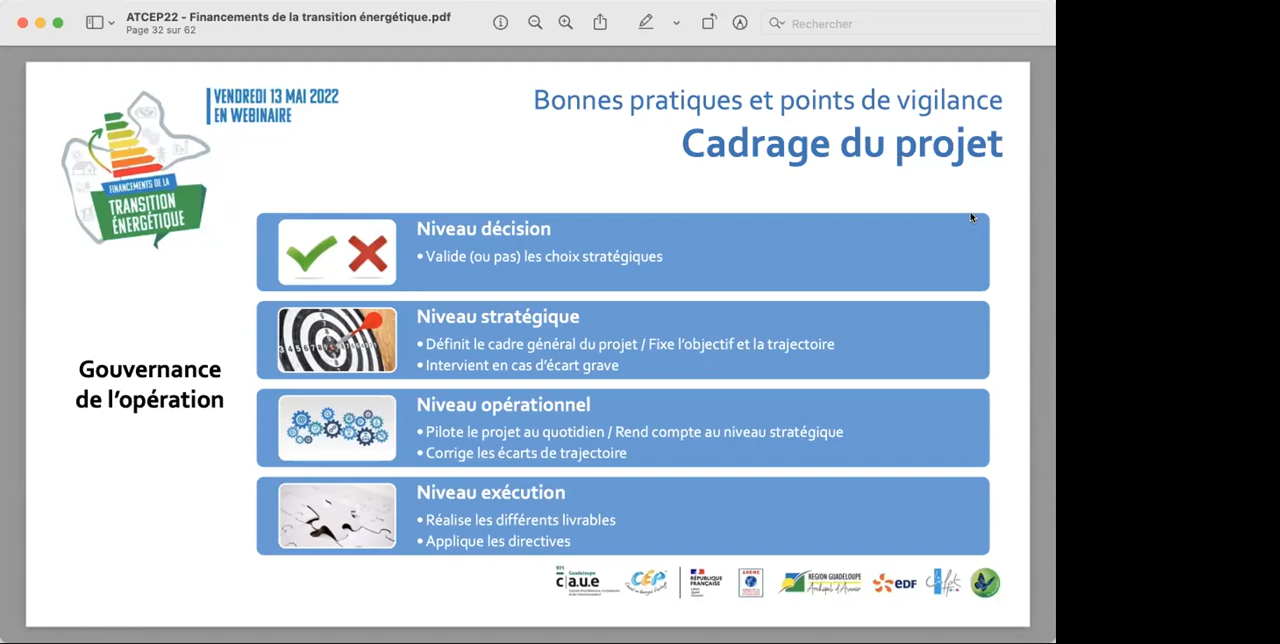 ATCEP22 - Financements de la transition énergétique.pdf
Page 32 sur 62
Rechercher
VENDREDI 13 MAI 2022
EN WEBINAIRE
Bonnes pratiques et points de vigilance
Cadrage du projet
FINANCEMENTS DE LA
TRANSITION
ÉNERGÉTIQUE
Gouvernance
de l'opération
Niveau décision
• Valide (ou pas) les choix stratégiques
Niveau stratégique
• Définit le cadre général du projet / Fixe l'objectif et la trajectoire
• Intervient en cas d'écart grave
Niveau opérationnel
• Pilote le projet au quotidien / Rend compte au niveau stratégique
• Corrige les écarts de trajectoire
Niveau exécution
• Réalise les différents livrables
• Applique les directives
Guadeloupe
c|a.u.e
CEP
RÉPUBLIQUE
FRANÇAISE
ADEME
REGION GUADELOUPE
Archipel d'Avenir
EDF